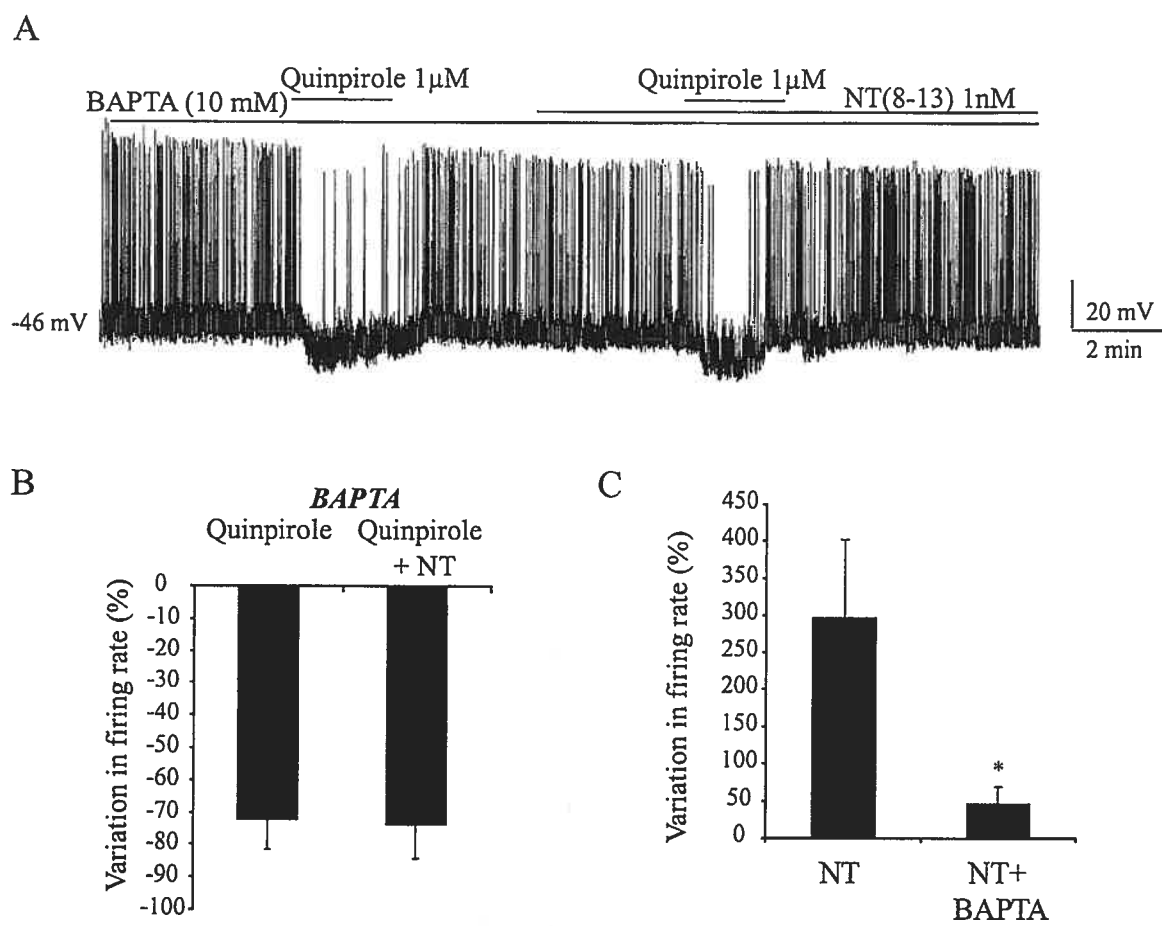 A
Quinpirole 1μM
Quinpirole 1μM
BAPTA (10 mM)
NT(8-13) 1nM
-46 mV
20 mV
2 min
B
BAPTA
Quinpirole
Quinpirole
+ NT
Variation in firing rate (%)
0
-10
-20
-30
-40
-50
-60
-70
-80
-90
-100
C
Variation in firing rate (%)
450
400
350
300
250
200
150
100
50
0
*
NT
NT+
BAPTA